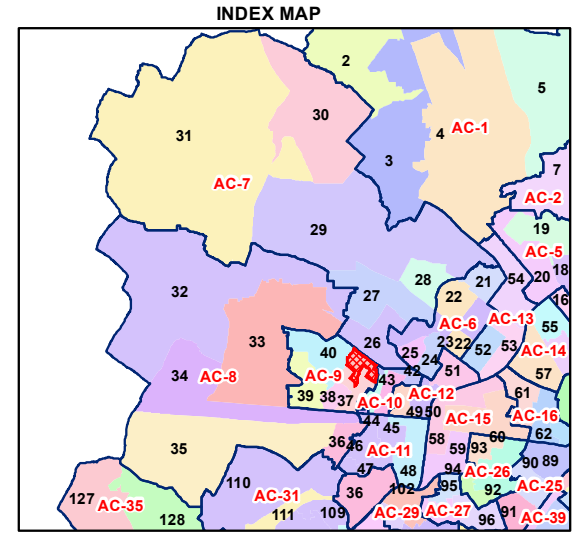 INDEX MAP
2
5
30
4 AC-1
31
3
7
AC-7
AC-2
19
29
AC-5
18
20
28
21
54
32
27
16
22
AC-13
AC-6
55
33
26
23 22
53
40
25
52
AC-14
24
42
51
57
34
AC-8
AC-9
43
AC-12
61
39 38 37
AC-10
49 50
AC-15
AC-16
44
45
36 46
58
60
62
35
AC-11
59 93
47
48
94
AC-26
90 89
110
36
102
95
92
AC-25
127
AC-35
AC-31
111
109
AC-29
AC-27
91
AC-39
128
96